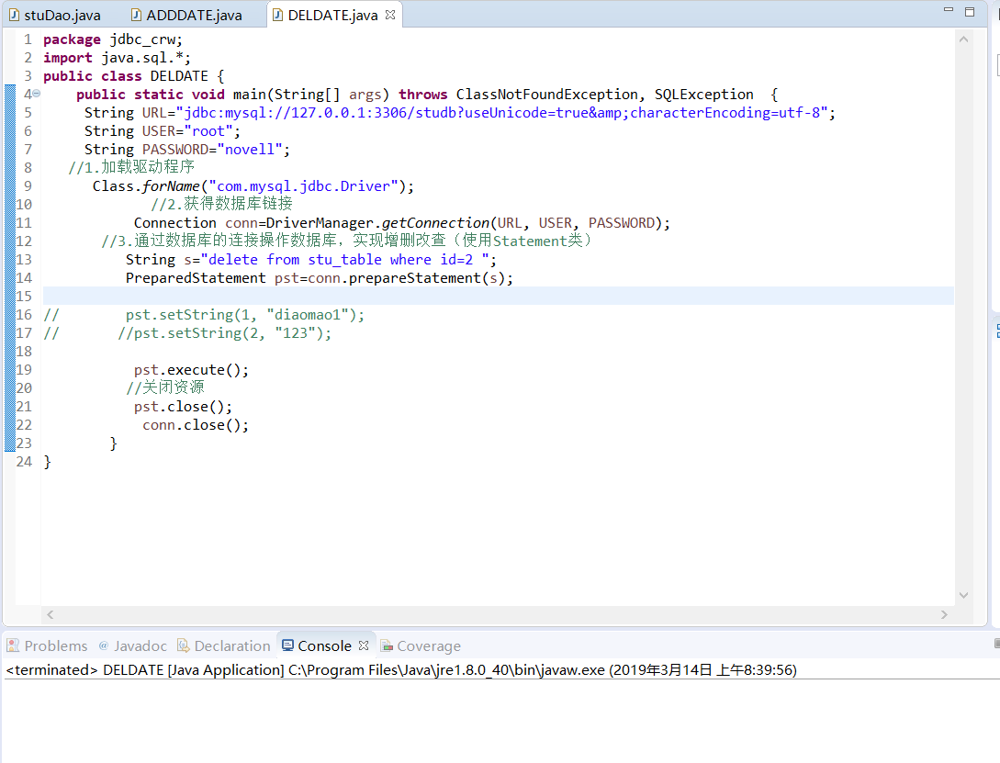 stuDao.java ADDDATE.java DELDATE.java
1 package jdbc_crw;
2 import java.sql.*;
3 public class DELDATE {
4 public static void main(String[] args) throws ClassNotFoundException, SQLException {
5 String URL="jdbc:mysql://127.0.0.1:3306/studb?useUnicode=true&amp;characterEncoding=utf-8";
6 String USER="root";
7 String PASSWORD="novell";
8 //1.加载驱动程序
9 Class.forName("com.mysql.jdbc.Driver");
10 //2.获得数据库链接
11 Connection conn=DriverManager.getConnection(URL, USER, PASSWORD);
12 //3.通过数据库的连接操作数据库，实现增删改查（使用Statement类）
13 String s="delete from stu_table where id=2 ";
14 PreparedStatement pst=conn.prepareStatement(s);
15
16 // pst.setString(1, "diaomao1");
17 // //pst.setString(2, "123");
18
19 pst.execute();
20 //关闭资源
21 pst.close();
22 conn.close();
23 }
24 }
Problems @ Javadoc Declaration Console Coverage
<terminated> DELDATE [Java Application] C:\Program Files\Java\jre1.8.0_40\bin\javaw.exe (2019年3月14日 上午8:39:56)